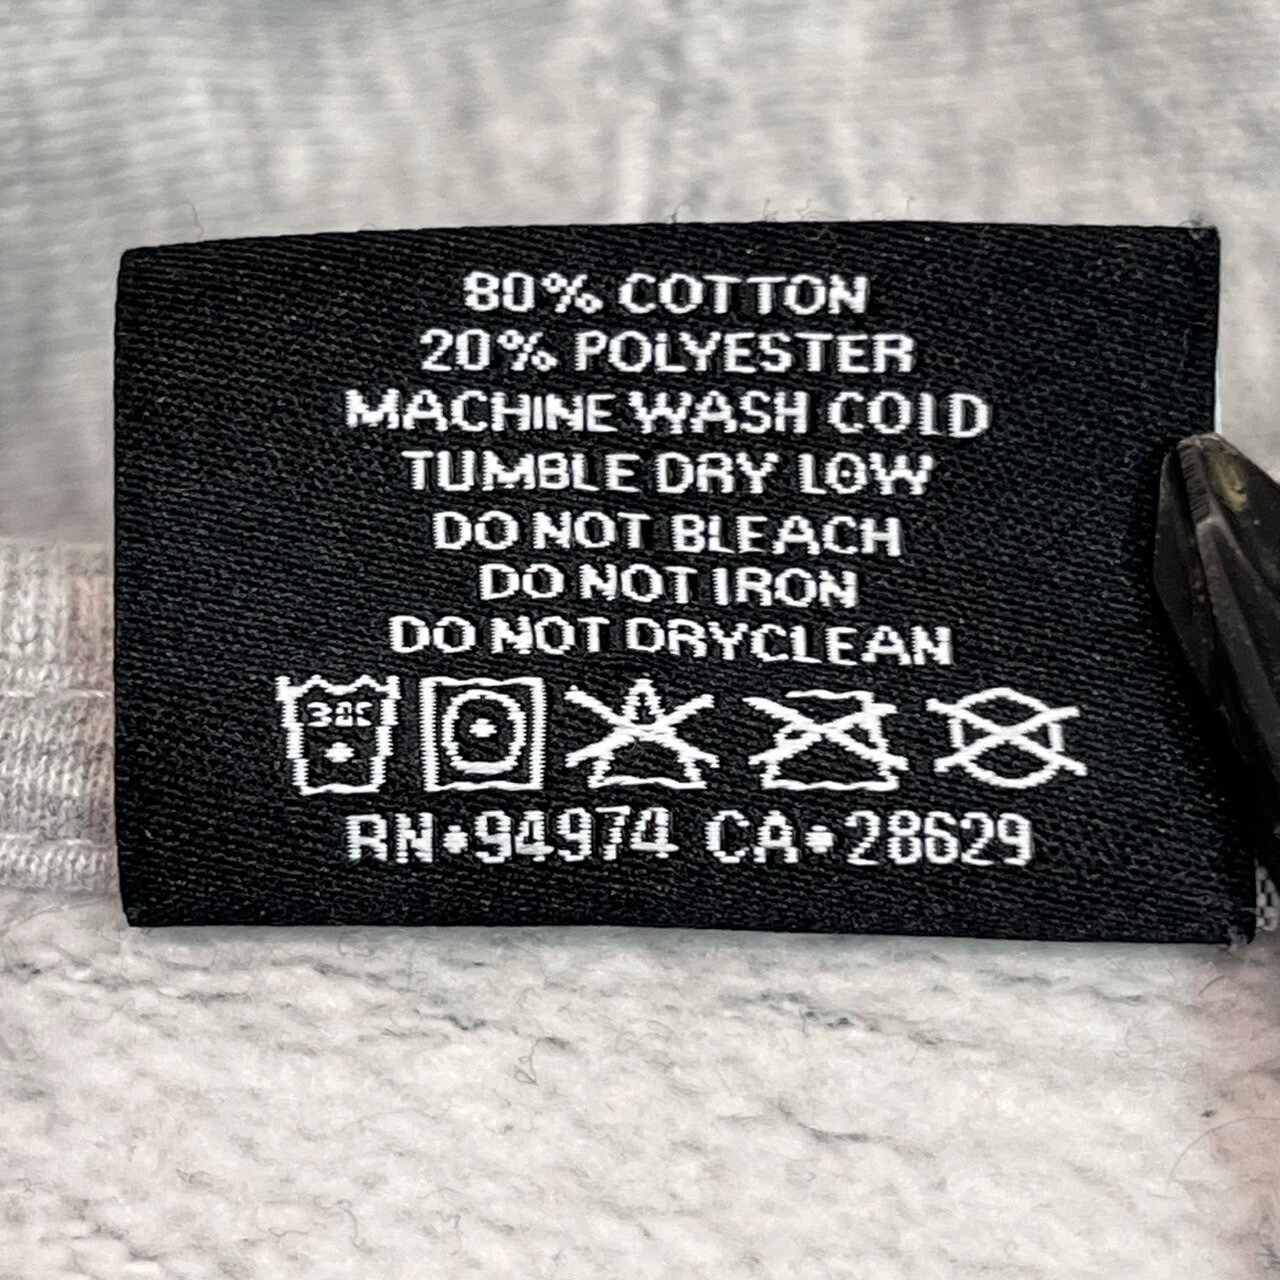 80% COTTON
20% POLYESTER
MACHINE WASH COLD
TUMBLE DRY LOW
DO NOT BLEACH
DO NOT IRON
DO NOT DRYCLEAN
RN•94974 CA•28629